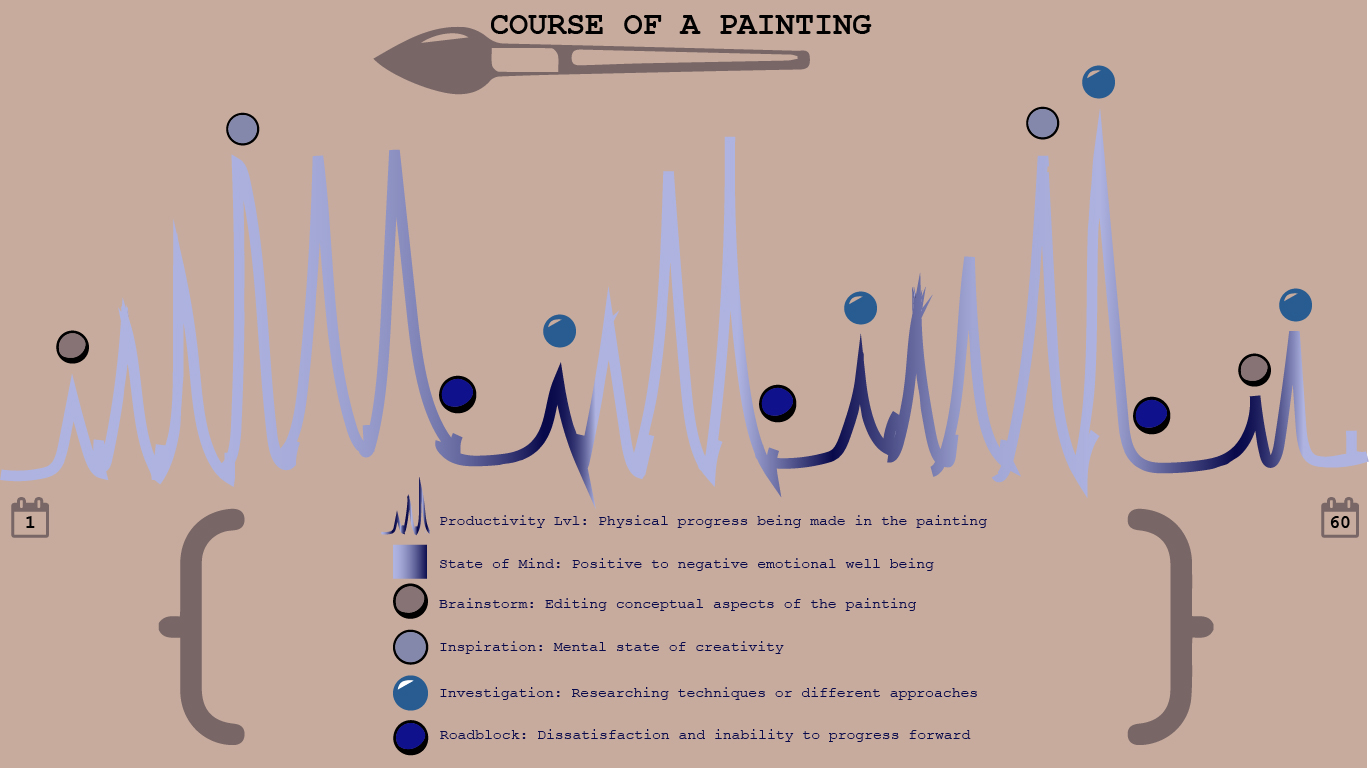 COURSE OF A PAINTING
1
60
Productivity Lvl: Physical progress being made in the painting
State of Mind: Positive to negative emotional well being
Brainstorm: Editing conceptual aspects of the painting
Inspiration: Mental state of creativity
Investigation: Researching techniques or different approaches
Roadblock: Dissatisfaction and inability to progress forward